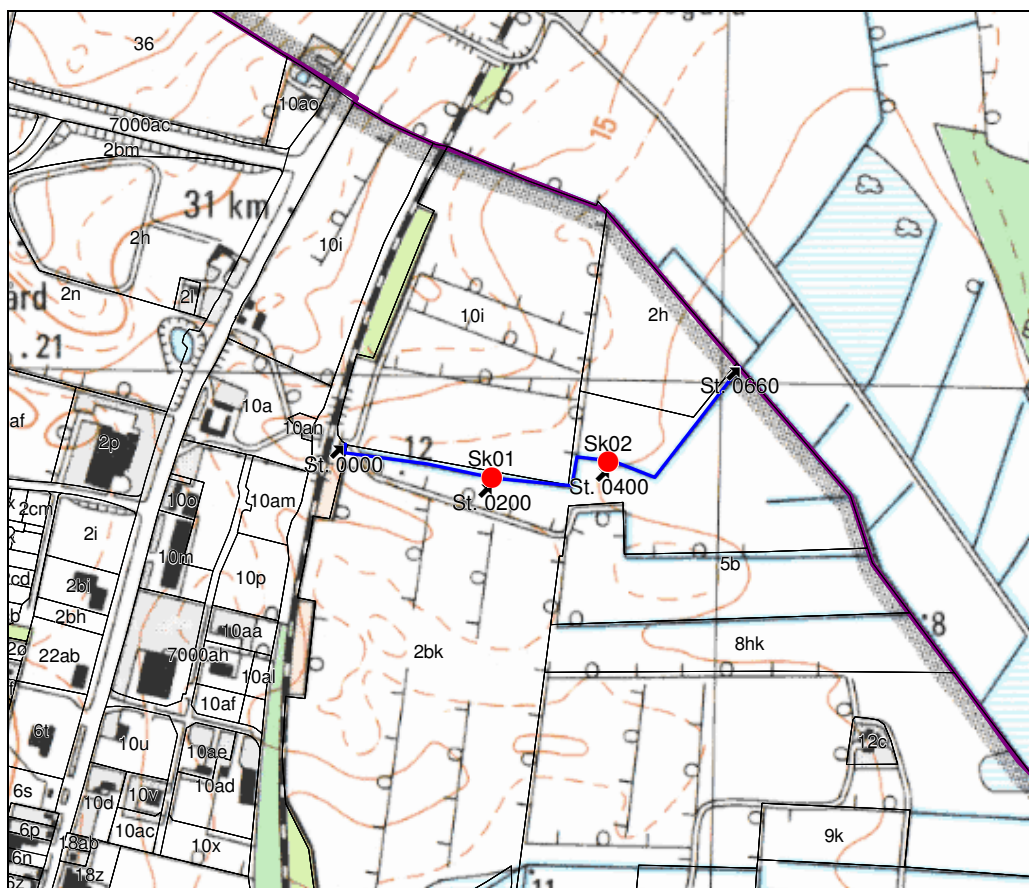 36
10ao
7000ac
2bm
15
31 km
2h
10i
2n
2l
ard
.21
10i
2h
St. 0660
af
10a
10an
2p
.12
St. 0000
Sk01
Sk02
St. 0200
St. 0400
10o
10am
2cm
2i
10m
5b
2bi
10p
2bh
10aa
:8
22ab
7000ah
2bk
8hk
10al
10af
6t
10u
10ae
12c
6s
10d
10v
10ad
6p
10ac
9k
18ab
10x
6n
18z
11